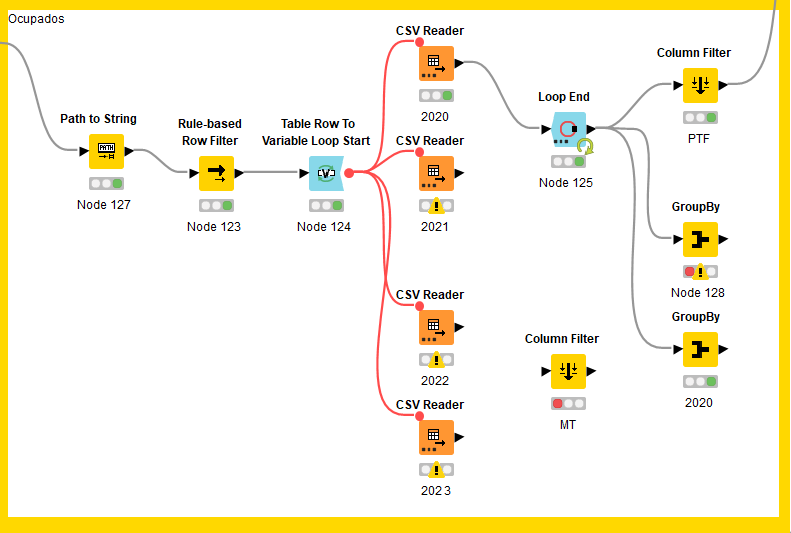 Ocupados
CSV Reader
2020
Column Filter
PTF
Loop End
Node 125
Path to String
PATH
Node 127
Rule-based
Row Filter
Node 123
Table Row To
Variable Loop Start
V
Node 124
CSV Reader
2021
GroupBy
Node 128
CSV Reader
2022
GroupBy
2020
Column Filter
MT
CSV Reader
2023